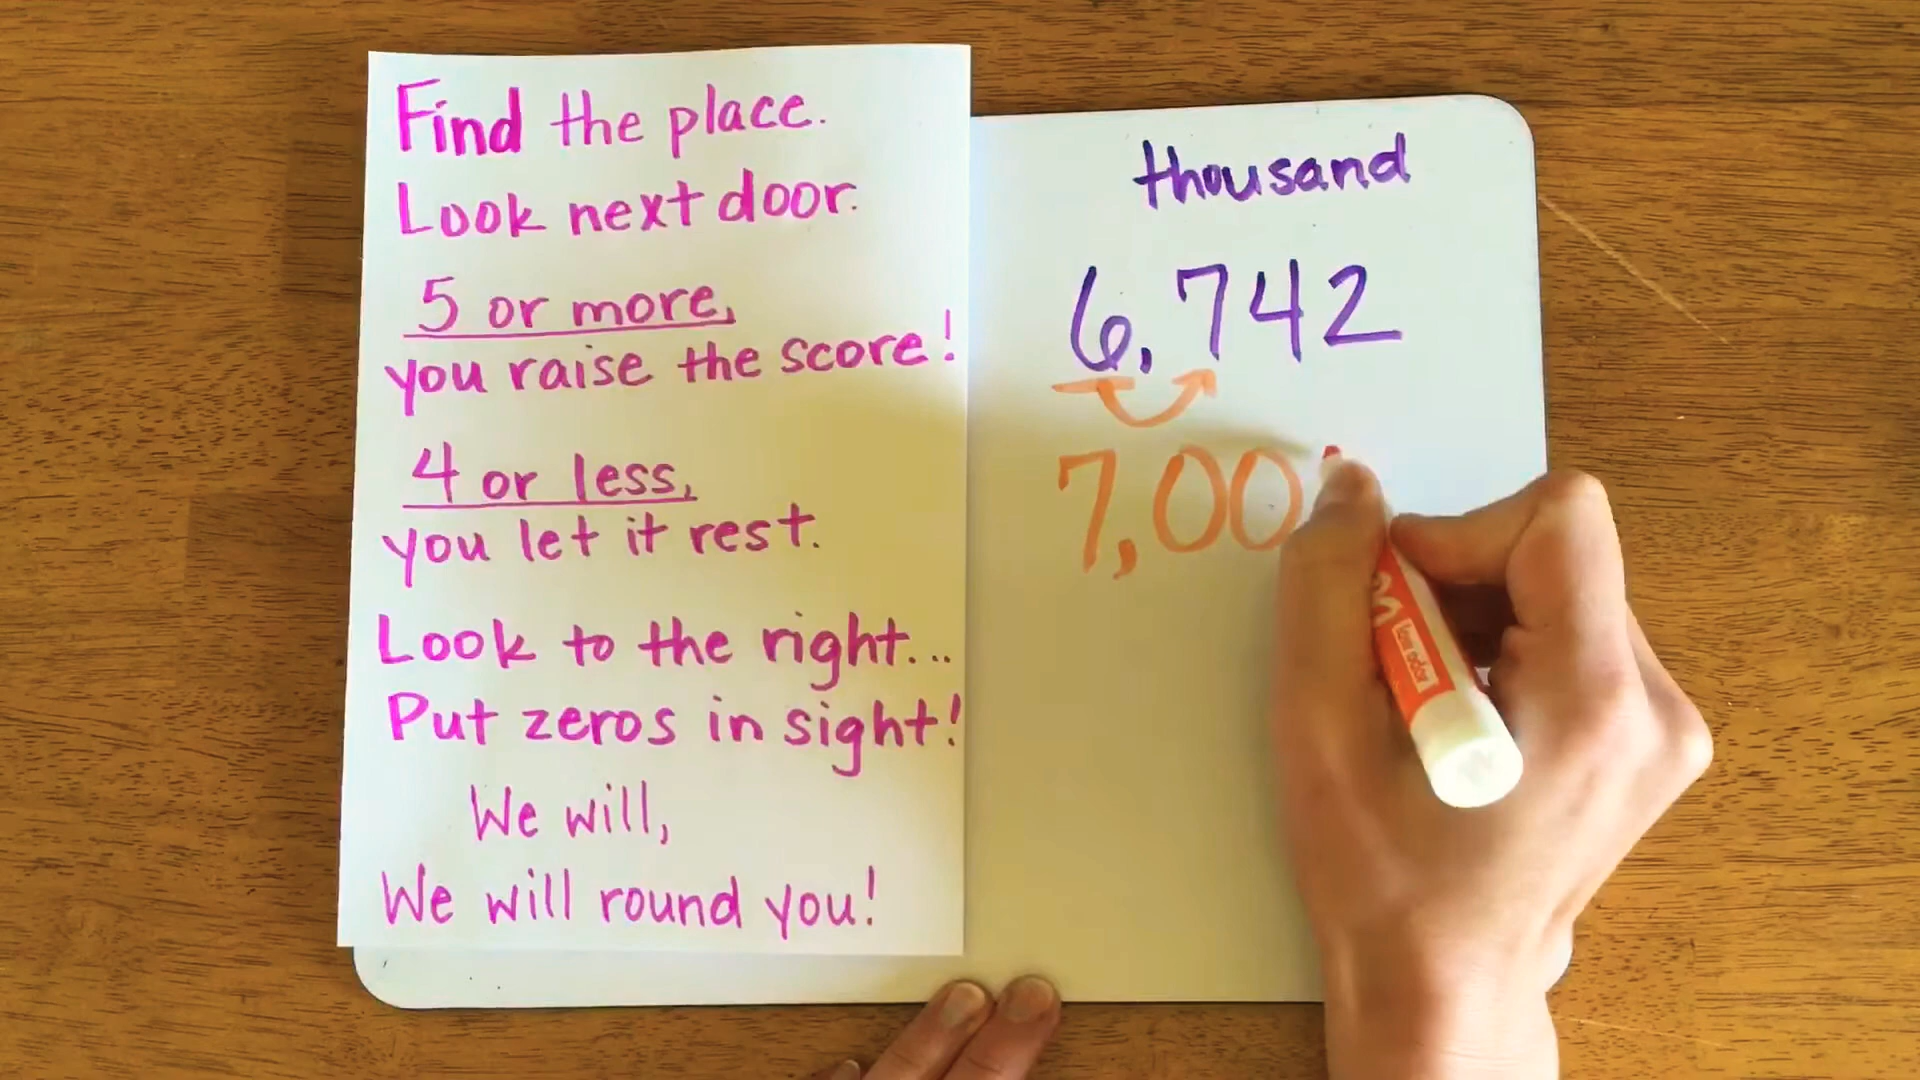 Find the place.
Look next door.
5 or more,
you raise the score!
4 or less,
you let it rest.
Look to the right...
Put zeros in sight!
We will,
We will round you!
thousand
6,742
7,00
low odor